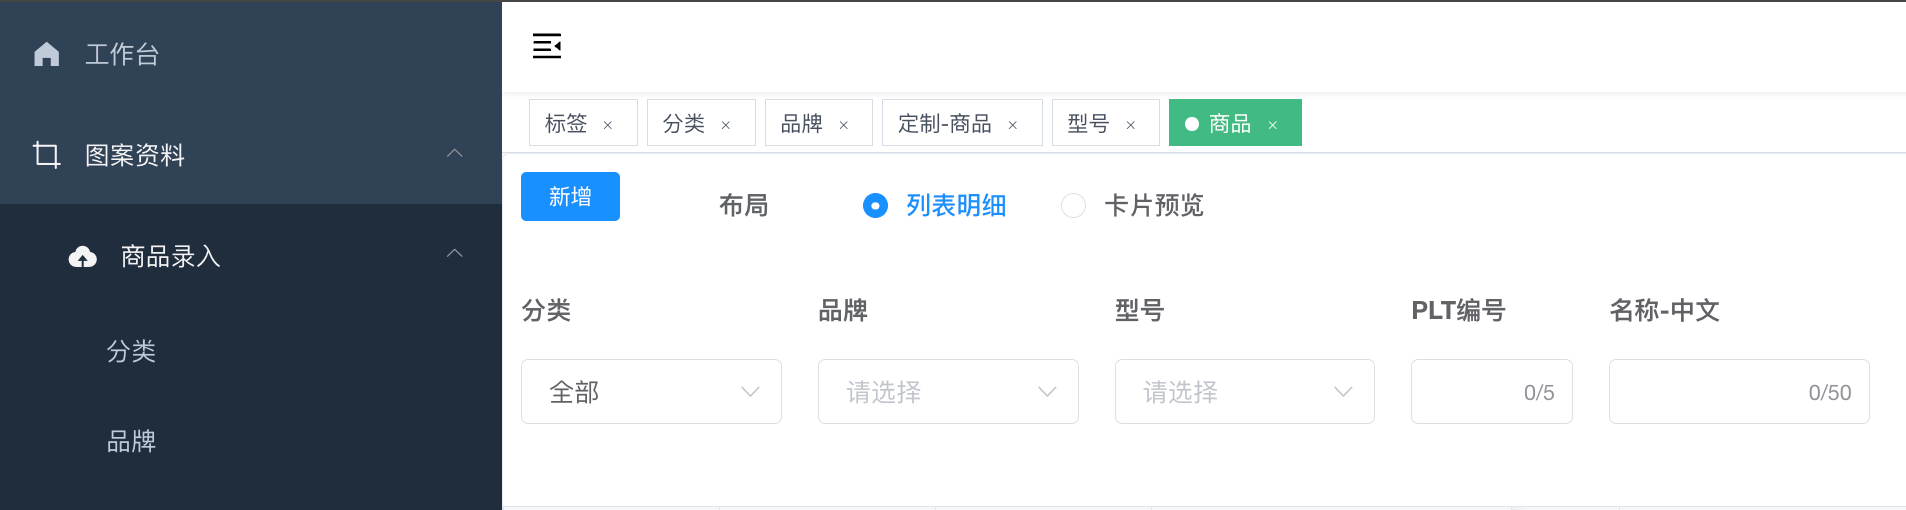 工作台
图案资料
商品录入
分类
品牌
标签 × 分类 × 品牌 × 定制-商品 × 型号 × 商品 ×
新增 布局 列表明细 卡片预览
分类 品牌 型号 PLT编号 名称-中文
全部 请选择 请选择 0/5 0/50